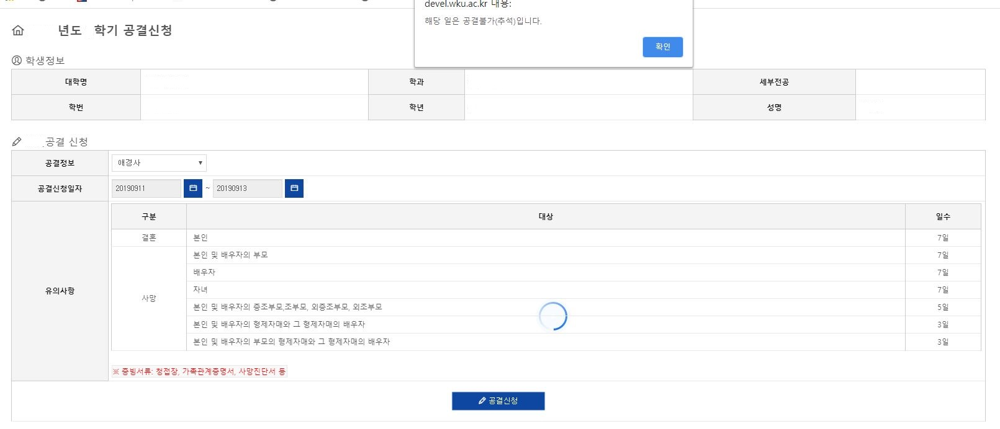 devel.wku.ac.kr 내용:
해당 일은 공결불가(추석)입니다.
확인
년도 학기 공결신청
학생정보
대학명 학과 세부전공
학번 학년 성명
공결 신청
공결정보 애경사 ▼
공결신청일자 20190911 ~ 20190913
유의사항
구분 대상 일수
결혼 본인 7일
사망
본인 및 배우자의 부모 7일
배우자 7일
자녀 7일
본인 및 배우자의 증조부모,조부모, 외증조부모, 외조부모 5일
본인 및 배우자의 형제자매와 그 형제자매의 배우자 3일
본인 및 배우자의 부모의 형제자매와 그 형제자매의 배우자 3일
※ 증빙서류: 청접장, 가족관계증명서, 사망진단서 등
공결신청